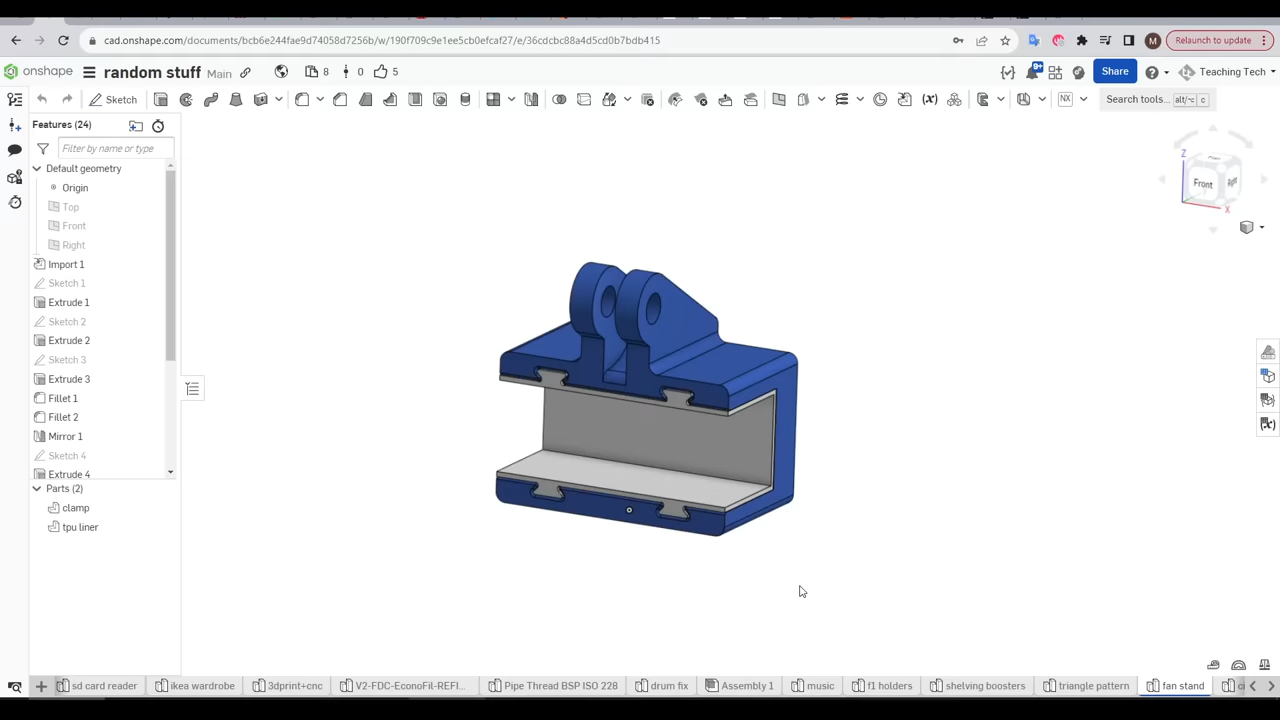 cad.onshape.com/documents/bcb6e244fae9d74058d7256b/w/190f709c9e1ee5cb0efcaf27/e/36cdcbc88a4d5cd0b7bdb415
M
Relaunch to update
onshape
random stuff
Main
8
0
5
9+
Share
Teaching Tech
Sketch
(x)
NX
Search tools...
alt/⌥
c
Features (24)
Filter by name or type
Default geometry
Origin
Top
Front
Right
Import 1
Sketch 1
Extrude 1
Sketch 2
Extrude 2
Sketch 3
Extrude 3
Fillet 1
Fillet 2
Mirror 1
Sketch 4
Extrude 4
Parts (2)
clamp
tpu liner
Z
Front
Right
X
sd card reader
ikea wardrobe
3dprint+cnc
V2-FDC-EconoFil-REFI...
Pipe Thread BSP ISO 228
drum fix
Assembly 1
music
f1 holders
shelving boosters
triangle pattern
fan stand